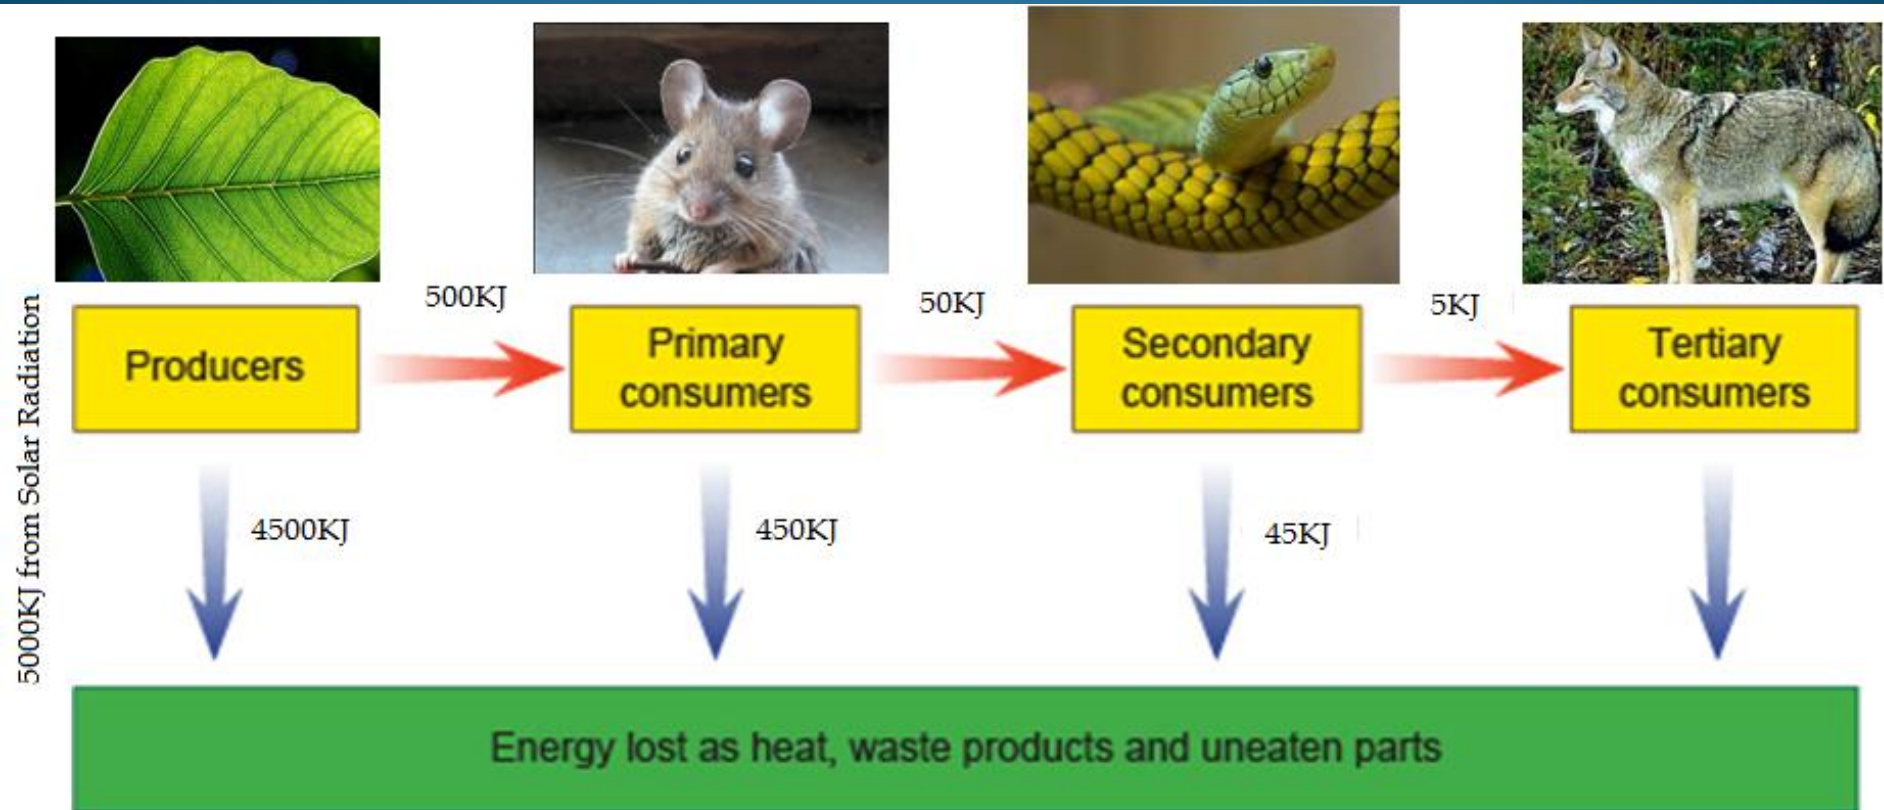 5000KJ from Solar Radiation
Producers
500KJ
Primary
consumers
50KJ
Secondary
consumers
5KJ
Tertiary
consumers
4500KJ
450KJ
45KJ
Energy lost as heat, waste products and uneaten parts